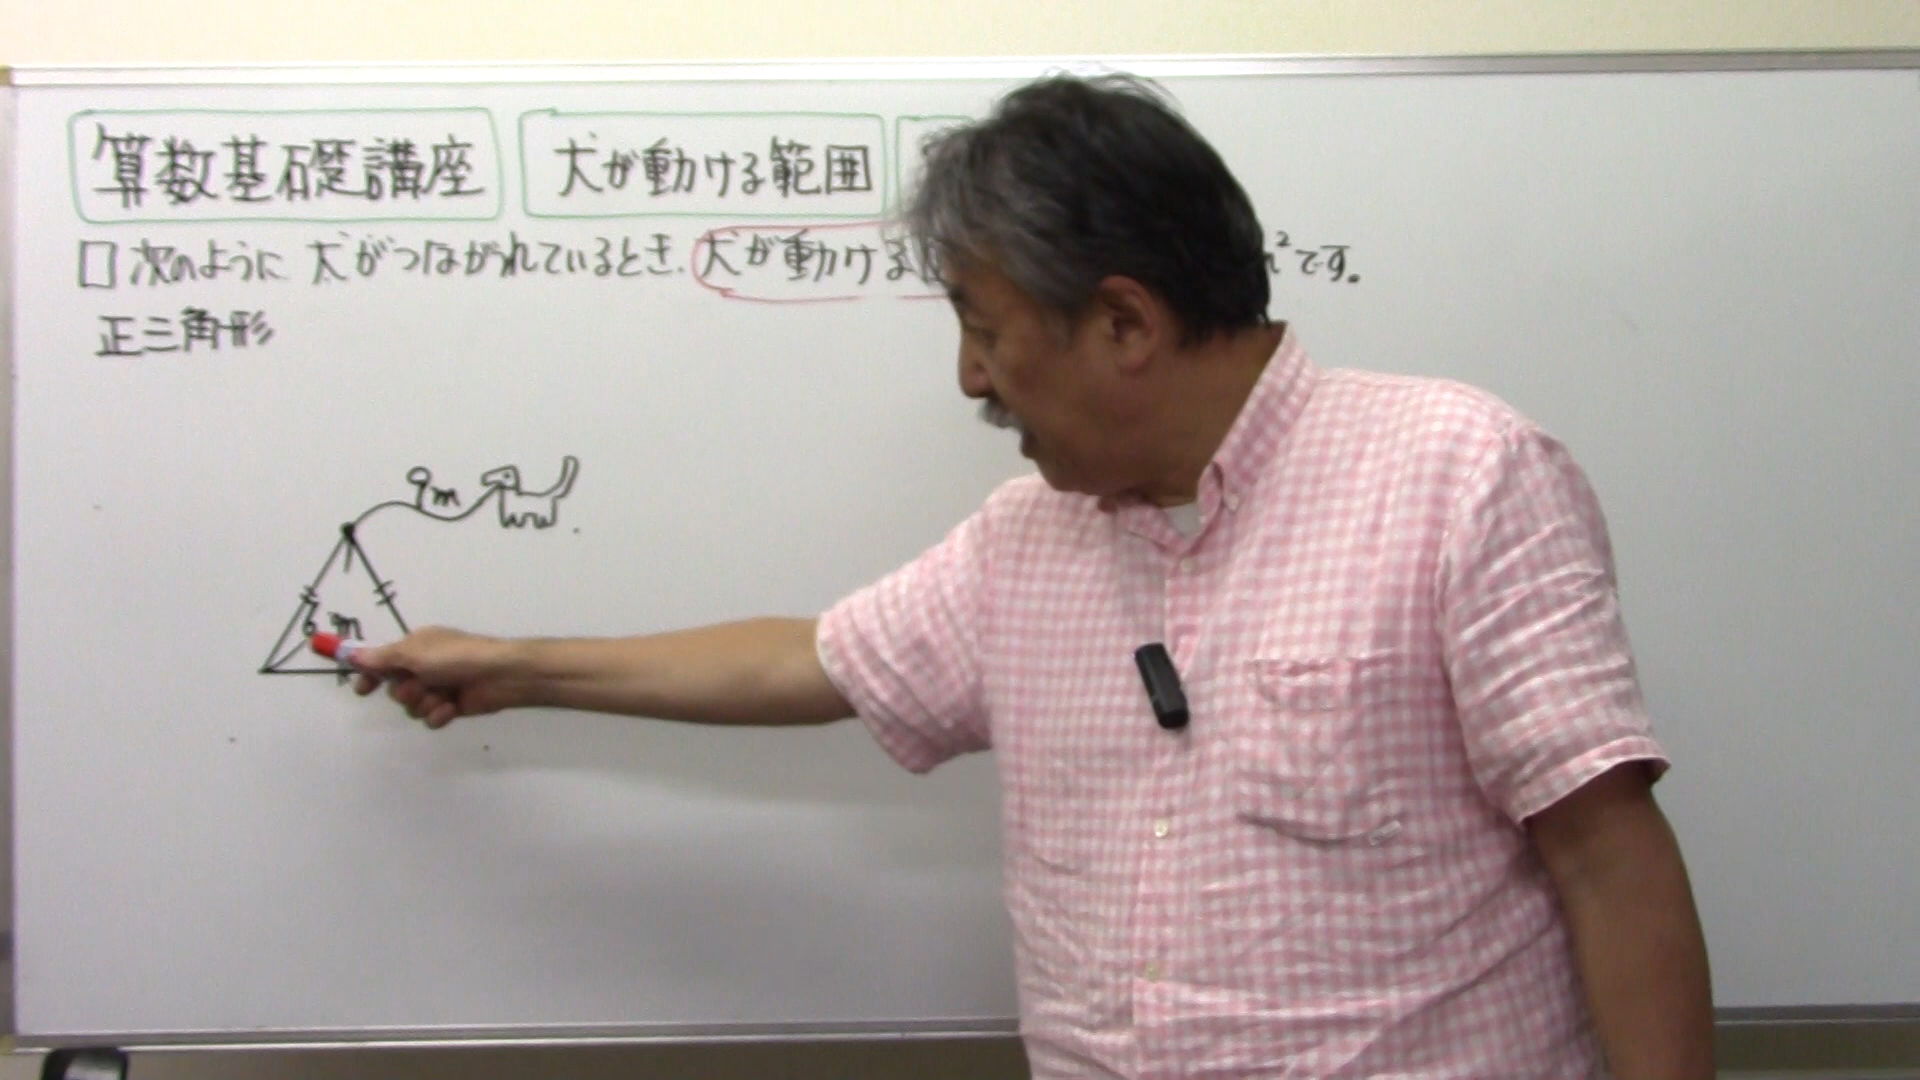 算数基礎講座 犬が動ける範囲
□ 次のように 犬がつながれているとき、犬が動ける m²です。
正三角形
9m
6m